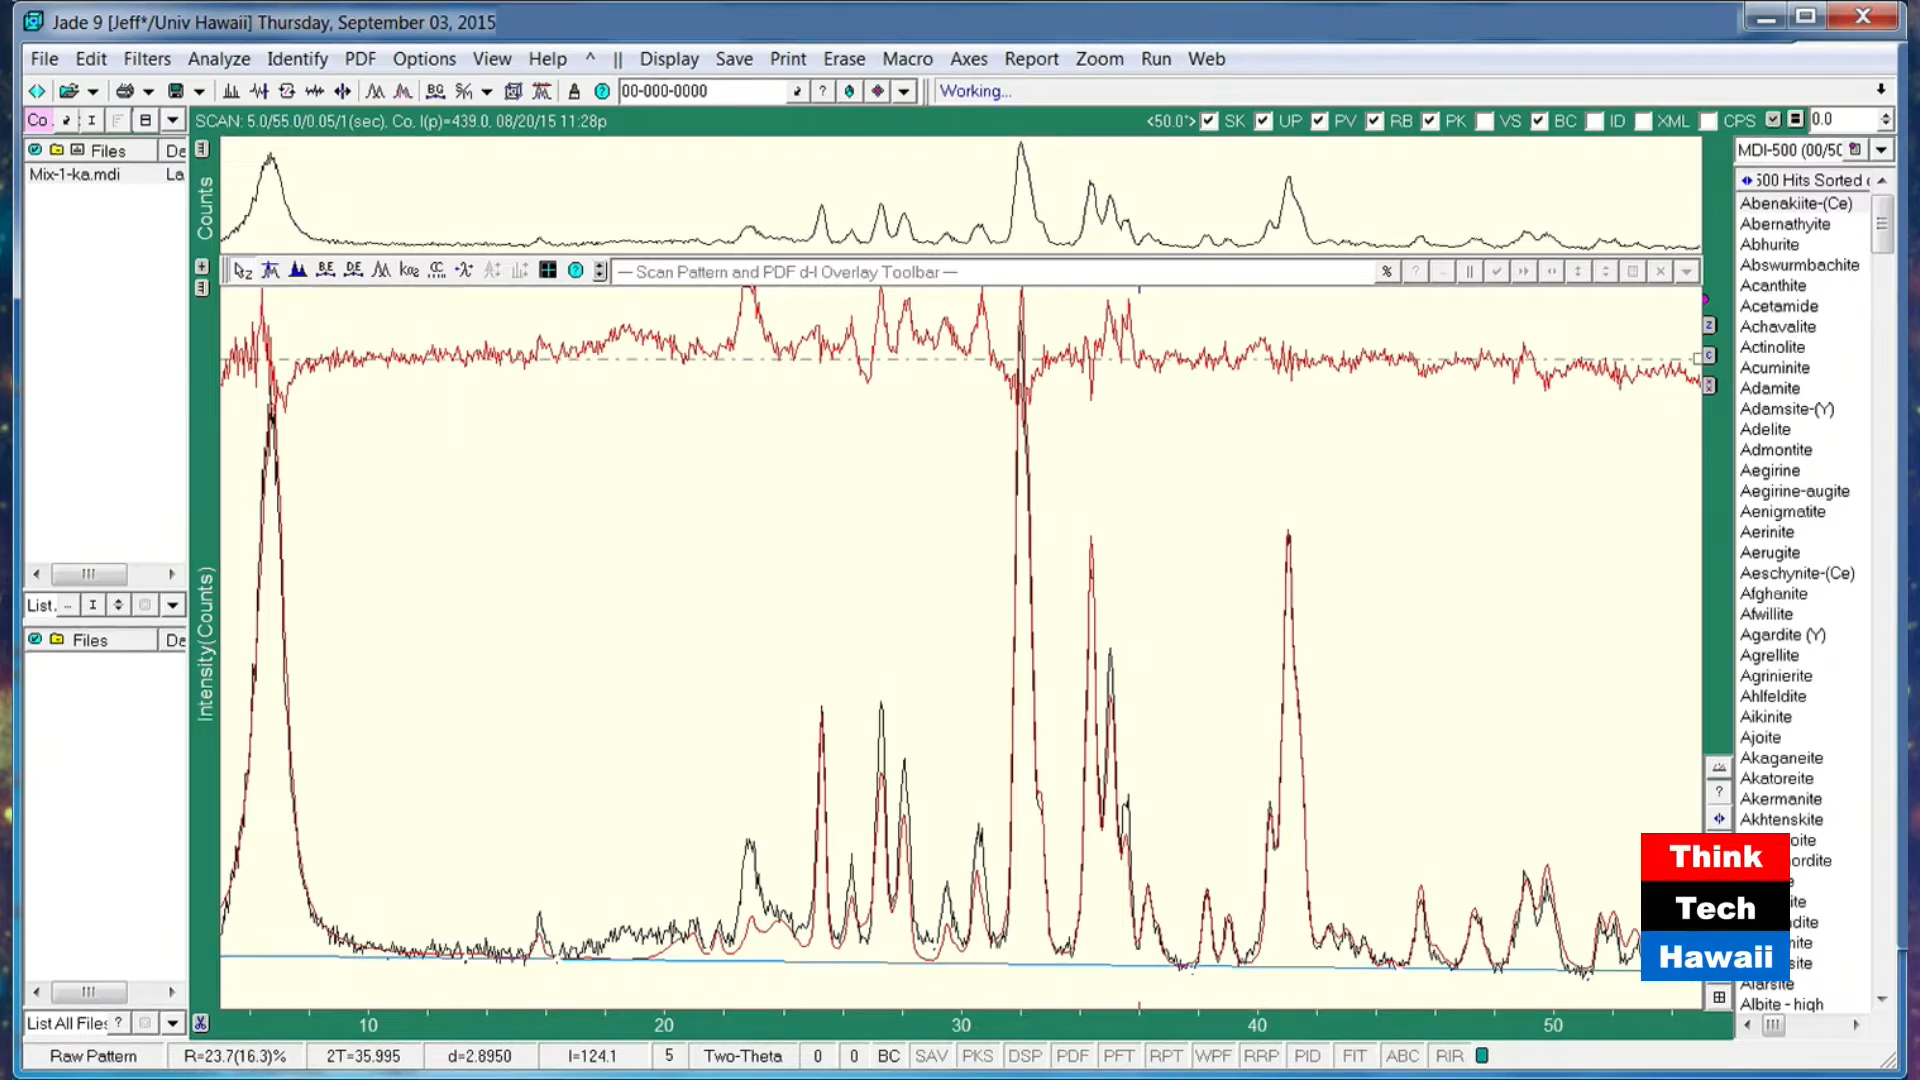 Jade 9 [Jeff*/Univ Hawaii] Thursday, September 03, 2015
File Edit Filters Analyze Identify PDF Options View Help ^ || Display Save Print Erase Macro Axes Report Zoom Run Web
00-000-0000 ? Working...
Co.
SCAN: 5.0/55.0/0.05/1(sec), Co, I(p)=439.0, 08/20/15 11:28p
<50.0°> SK UP PV RB PK VS BC ID XML CPS 0.0
Files De
Mix-1-ka.mdi La
Counts
MDI-500 (00/50
500 Hits Sorted
— Scan Pattern and PDF d-I Overlay Toolbar —
%
Intensity(Counts)
List.
Files De
List All Files ?
Abenakiite-(Ce)
Abernathyite
Abhurite
Abswurmbachite
Acanthite
Acetamide
Achavalite
Actinolite
Acuminite
Adamite
Adamsite-(Y)
Adelite
Admontite
Aegirine
Aegirine-augite
Aenigmatite
Aerinite
Aerugite
Aeschynite-(Ce)
Afghanite
Afwillite
Agardite (Y)
Agrellite
Agrinierite
Ahlfeldite
Aikinite
Ajoite
Akaganeite
Akatoreite
Akermanite
Akhtenskite
Alarsite
Albite - high
Think
Tech
Hawaii
10 20 30 40 50
Raw Pattern R=23.7(16.3)% 2T=35.995 d=2.8950 I=124.1 5 Two-Theta 0 0 BC SAV PKS DSP PDF PFT RPT WPF RRP PID FIT ABC RIR